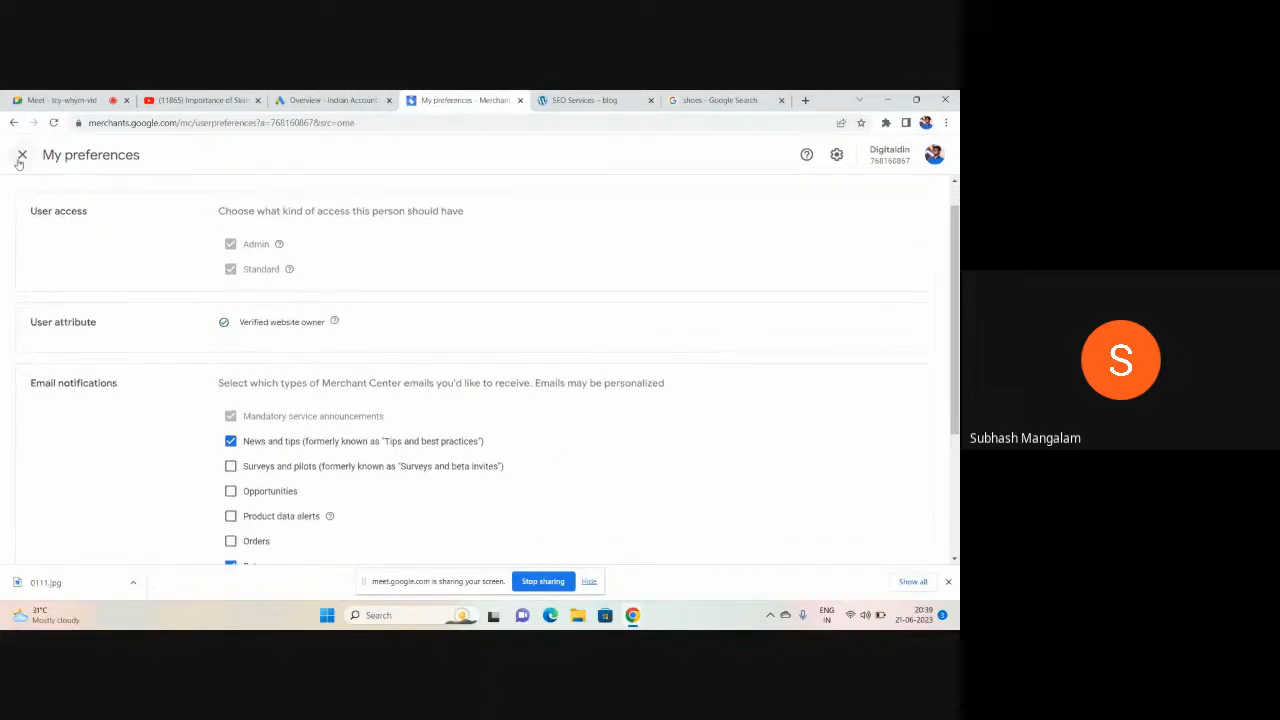 Meet - tcy-whym-vid
(11865) Importance of Skill
Overview - Indian Account
My preferences - Merchant
SEO Services – blog
shoes - Google Search
merchants.google.com/mc/userpreferences?a=768160867&src=ome
My preferences
Digitaldin
768160867
User access
Choose what kind of access this person should have
Admin
Standard
User attribute
Verified website owner
Email notifications
Select which types of Merchant Center emails you'd like to receive. Emails may be personalized
Mandatory service announcements
News and tips (formerly known as "Tips and best practices")
Surveys and pilots (formerly known as "Surveys and beta invites")
Opportunities
Product data alerts
Orders
S
Subhash Mangalam
0111.jpg
meet.google.com is sharing your screen.
Stop sharing
Hide
Show all
31°C
Mostly cloudy
Search
ENG
IN
20:39
21-06-2023
3